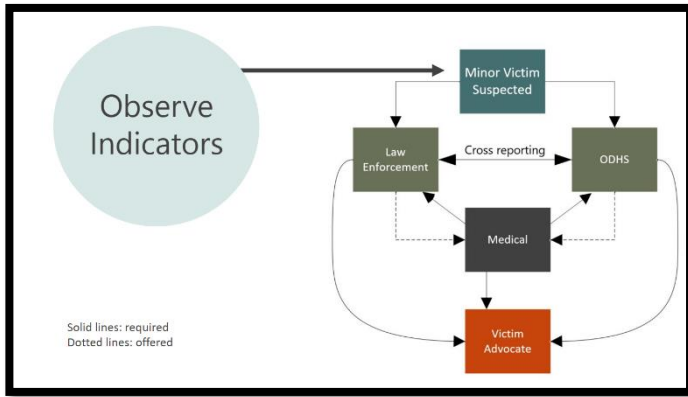 Observe
Indicators
Minor Victim
Suspected
Law
Enforcement
Cross reporting
ODHS
Medical
Victim
Advocate
Solid lines: required
Dotted lines: offered